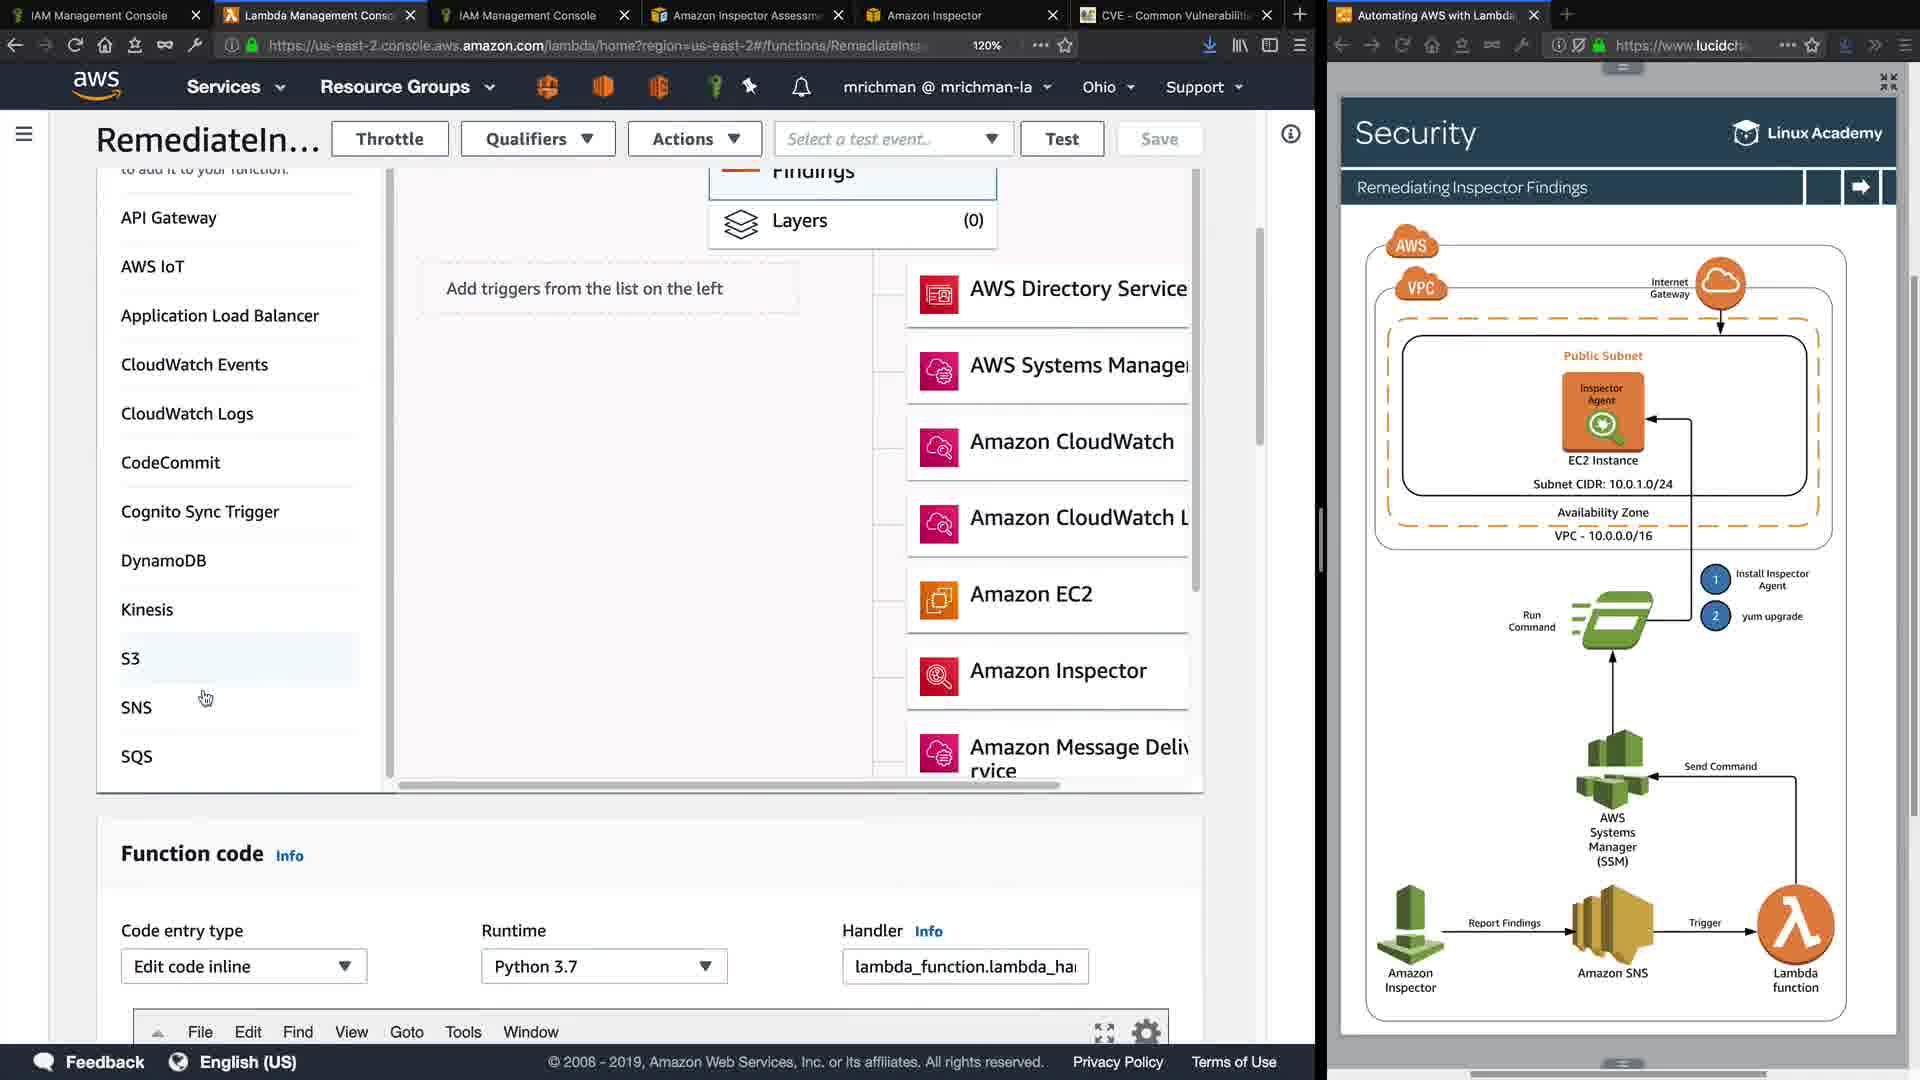 IAM Management Console
Lambda Management Conso
IAM Management Console
Amazon Inspector Assessm
Amazon Inspector
CVE - Common Vulnerabiliti
Automating AWS with Lambda,
https://us-east-2.console.aws.amazon.com/lambda/home?region=us-east-2#/functions/RemediateIns
120%
https://www.lucidch
aws
Services
Resource Groups
mrichman @ mrichman-la
Ohio
Support
RemediateIn...
Throttle
Qualifiers
Actions
Select a test event..
Test
Save
to add it to your function.
API Gateway
AWS IoT
Application Load Balancer
CloudWatch Events
CloudWatch Logs
CodeCommit
Cognito Sync Trigger
DynamoDB
Kinesis
S3
SNS
SQS
Findings
Layers
(0)
Add triggers from the list on the left
AWS Directory Service
AWS Systems Manager
Amazon CloudWatch
Amazon CloudWatch L
Amazon EC2
Amazon Inspector
Amazon Message Deliv
rvice
Function code
Info
Code entry type
Runtime
Handler
Info
Edit code inline
Python 3.7
lambda_function.lambda_ha
File
Edit
Find
View
Goto
Tools
Window
Feedback
English (US)
© 2008 - 2019, Amazon Web Services, Inc. or its affiliates. All rights reserved.
Privacy Policy
Terms of Use
Security
Linux Academy
Remediating Inspector Findings
AWS
VPC
Internet
Gateway
Public Subnet
Inspector
Agent
EC2 Instance
Subnet CIDR: 10.0.1.0/24
Availability Zone
VPC - 10.0.0.0/16
1
Install Inspector
Agent
2
yum upgrade
Run
Command
Send Command
AWS
Systems
Manager
(SSM)
Report Findings
Trigger
Amazon
Inspector
Amazon SNS
Lambda
function